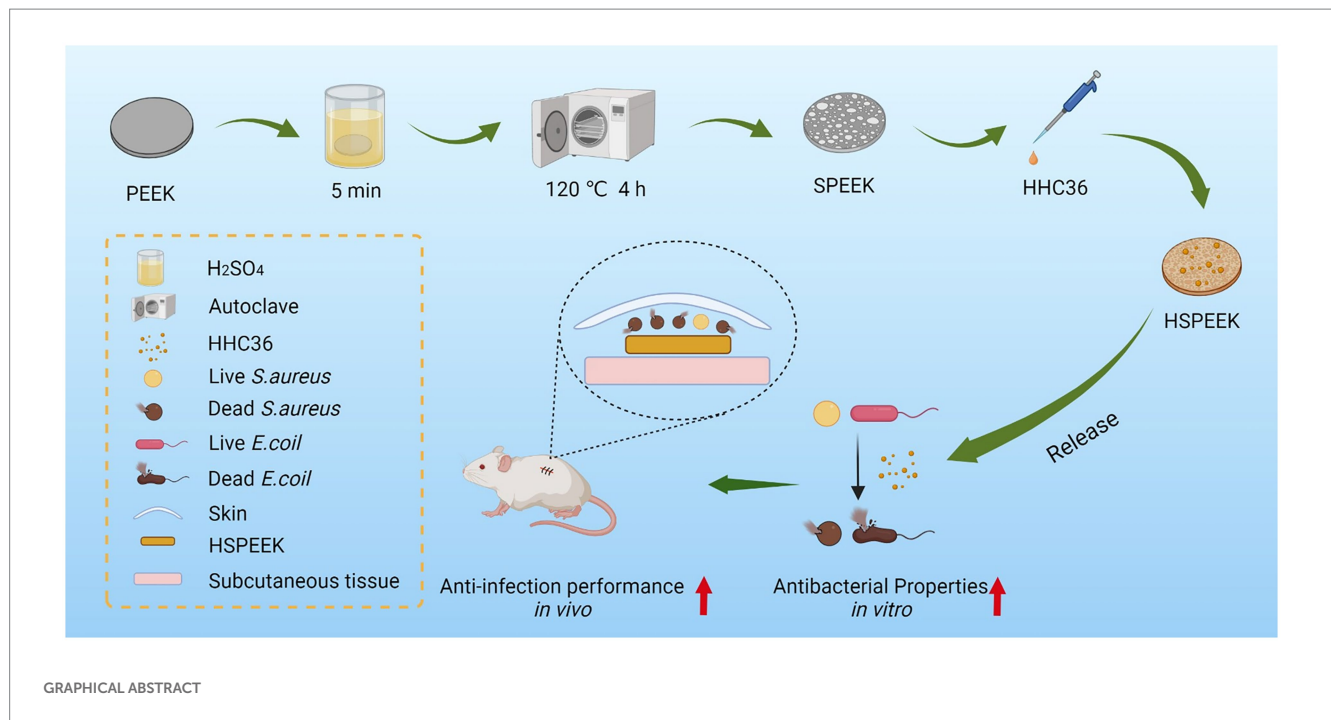 PEEK
5 min
120 ℃ 4 h
SPEEK
HHC36
HSPEEK
H₂SO₄
Autoclave
HHC36
Live S.aureus
Dead S.aureus
Live E.coil
Dead E.coil
Skin
HSPEEK
Subcutaneous tissue
Release
Anti-infection performance
in vivo
Antibacterial Properties
in vitro
GRAPHICAL ABSTRACT